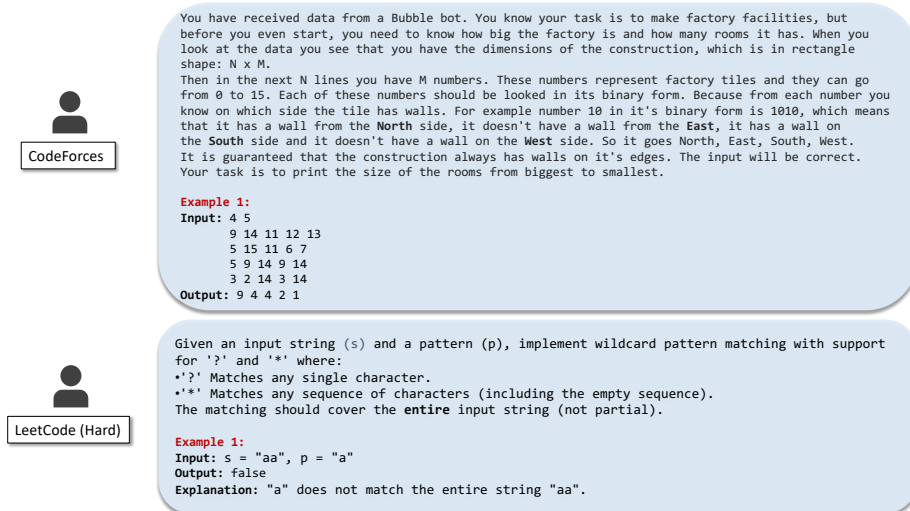 You have received data from a Bubble bot. You know your task is to make factory facilities, but
before you even start, you need to know how big the factory is and how many rooms it has. When you
look at the data you see that you have the dimensions of the construction, which is in rectangle
shape: N x M.
Then in the next N lines you have M numbers. These numbers represent factory tiles and they can go
from 0 to 15. Each of these numbers should be looked in its binary form. Because from each number you
know on which side the tile has walls. For example number 10 in it's binary form is 1010, which means
that it has a wall from the North side, it doesn't have a wall from the East, it has a wall on
the South side and it doesn't have a wall on the West side. So it goes North, East, South, West.
It is guaranteed that the construction always has walls on it's edges. The input will be correct.
Your task is to print the size of the rooms from biggest to smallest.
CodeForces
Example 1:
Input: 4 5
9 14 11 12 13
5 15 11 6 7
5 9 14 9 14
3 2 14 3 14
Output: 9 4 4 2 1
Given an input string (s) and a pattern (p), implement wildcard pattern matching with support
for '?' and '*' where:
•'?' Matches any single character.
•'*' Matches any sequence of characters (including the empty sequence).
The matching should cover the entire input string (not partial).
LeetCode (Hard)
Example 1:
Input: s = "aa", p = "a"
Output: false
Explanation: "a" does not match the entire string "aa".